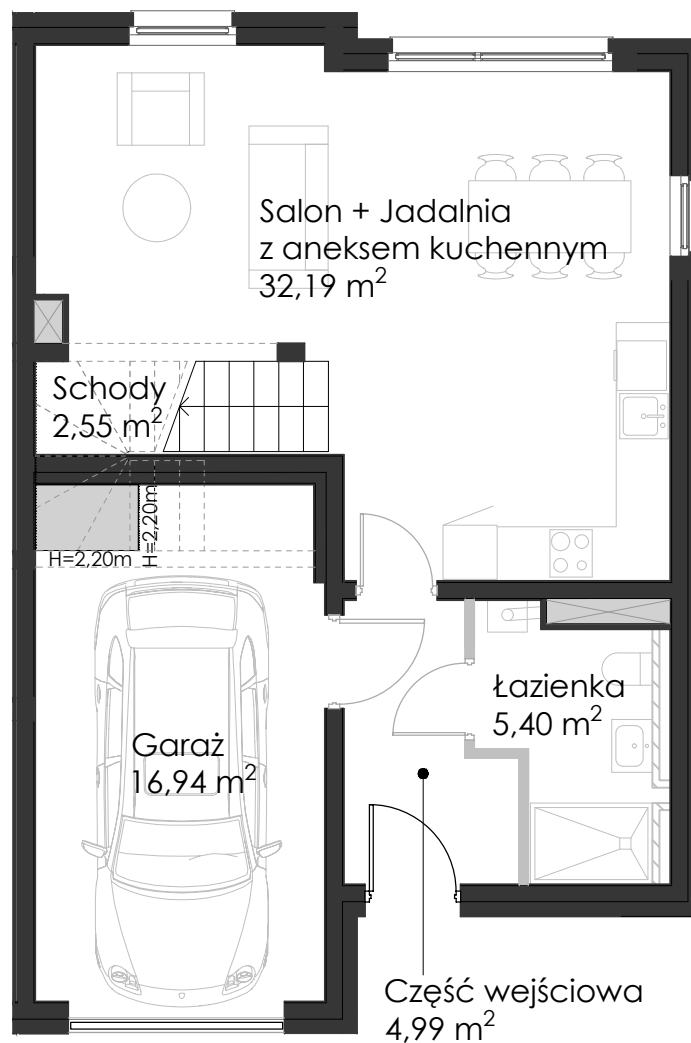 Salon + Jadalnia
z aneksem kuchennym
32,19 m²
Schody
2,55 m²
H=2,20m
H=2,20m
Łazienka
5,40 m²
Garaż
16,94 m²
Część wejściowa
4,99 m²